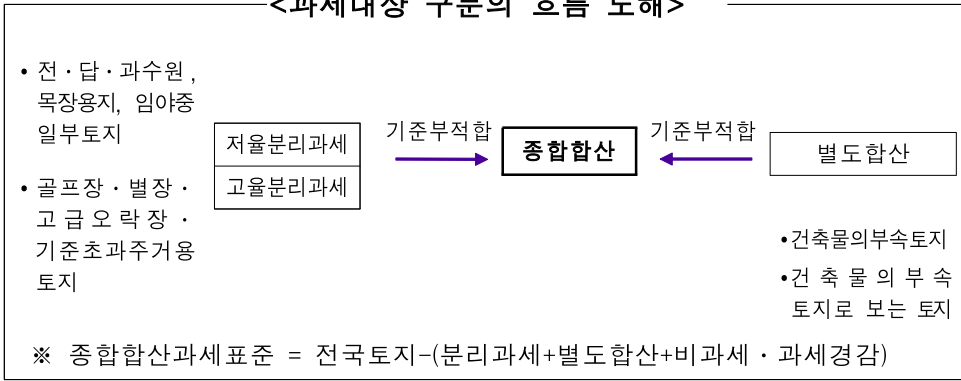 <과세대상 구분의 흐름 도해>
• 전·답·과수원,
목장용지, 임야중
일부토지
• 골프장·별장·
고급오락장·
기준초과주거용
토지
저율분리과세
고율분리과세
기준부적합
종합합산
기준부적합
별도합산
•건축물의부속토지
•건축물의부속
토지로 보는 토지
※ 종합합산과세표준 = 전국토지-(분리과세+별도합산+비과세·과세경감)